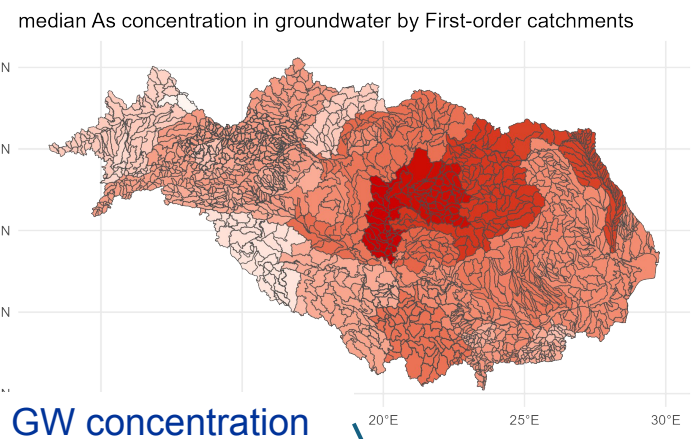 median As concentration in groundwater by First-order catchments
N
N
N
N
20°E
25°E
30°E
GW concentration